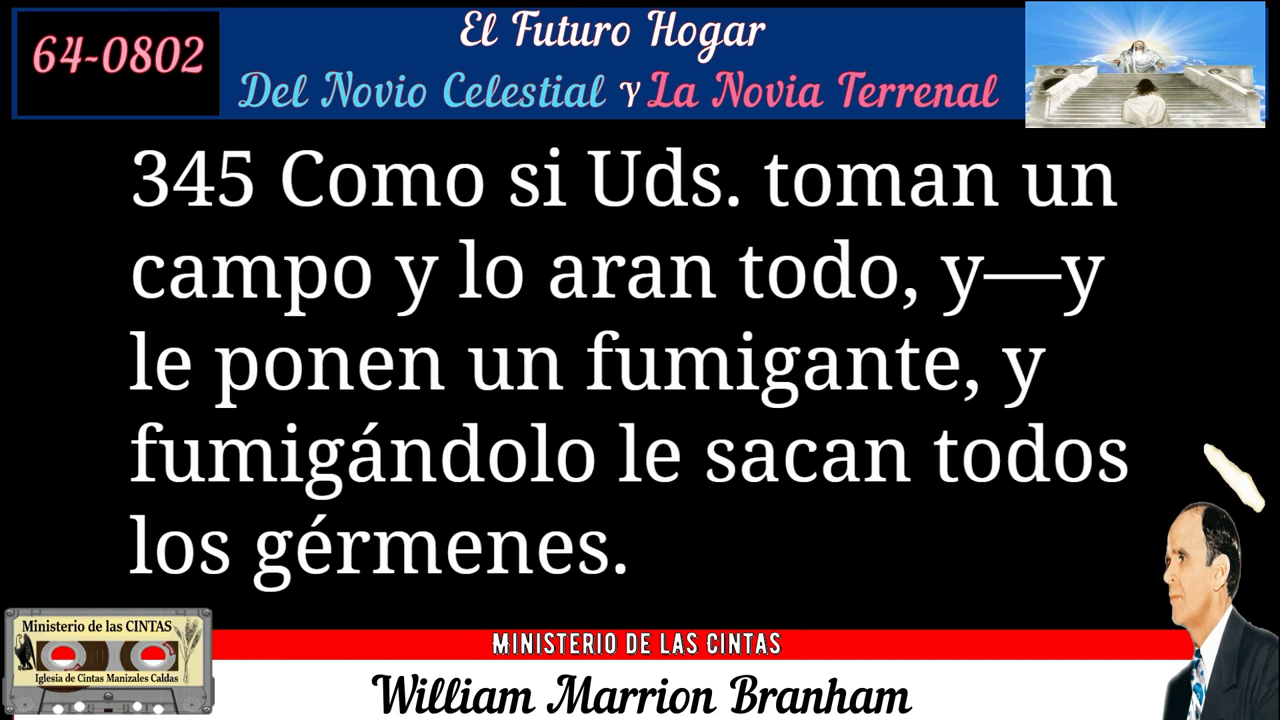 64-0802
El Futuro Hogar
Del Novio Celestial Y La Novia Terrenal
345 Como si Uds. toman un
campo y lo aran todo, y—y
le ponen un fumigante, y
fumigándolo le sacan todos
los gérmenes.
Ministerio de las CINTAS
Iglesia de Cintas Manizales Caldas
MINISTERIO DE LAS CINTAS
William Marrion Branham